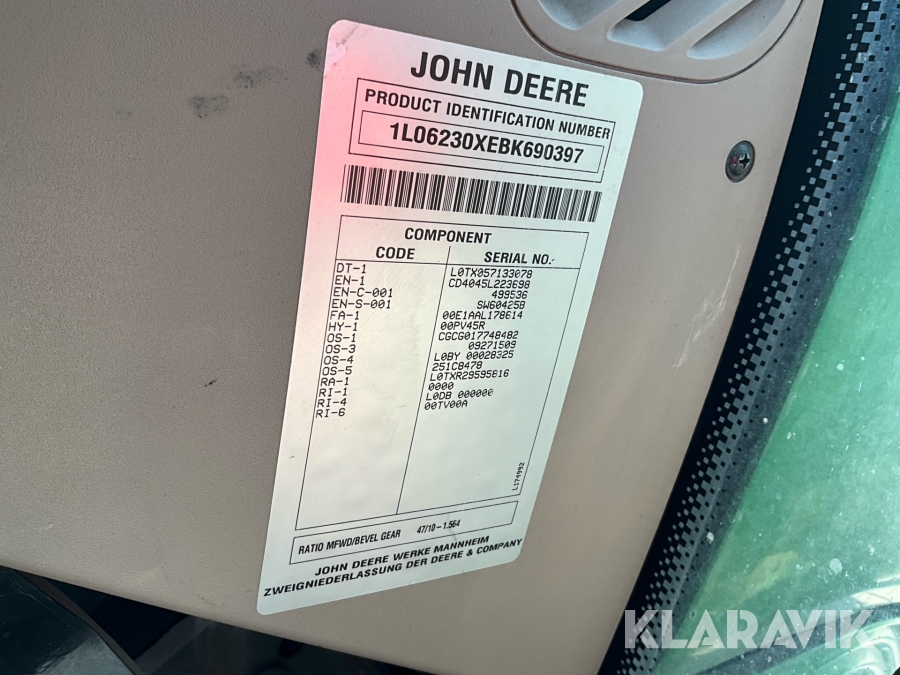 JOHN DEERE
PRODUCT IDENTIFICATION NUMBER
1L06230XEBK690397
COMPONENT
CODE SERIAL NO.
DT-1 L0TX057133078
EN-1 CD4045L223698
EN-C-001 499536
EN-S-001 SW60425B
FA-1 00E1AAL178614
HY-1 00PV45R
OS-1 CGCG017748482
OS-3 09271509
OS-4 L0BY 00028325
OS-5 251C8478
RA-1 L0TXR29595816
RI-1 0000
RI-4 L0DB 000000
RI-6 00TV00A
L174992
RATIO MFWD/BEVEL GEAR 47/10-1.564
JOHN DEERE WERKE MANNHEIM
ZWEIGNIEDERLASSUNG DER DEERE & COMPANY
KLARAVIK